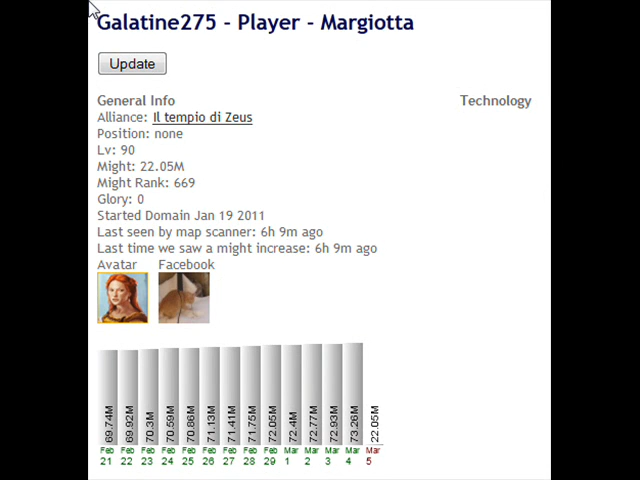 Galatine275 - Player - Margiotta
Update
General Info
Technology
Alliance: Il tempio di Zeus
Position: none
Lv: 90
Might: 22.05M
Might Rank: 669
Glory: 0
Started Domain Jan 19 2011
Last seen by map scanner: 6h 9m ago
Last time we saw a might increase: 6h 9m ago
Avatar Facebook
69.74M 69.92M 70.3M 70.59M 70.86M 71.13M 71.41M 71.75M 72.05M 72.4M 72.77M 72.93M 73.26M 22.05M
Feb Feb Feb Feb Feb Feb Feb Feb Feb Mar Mar Mar Mar Mar
21 22 23 24 25 26 27 28 29 1 2 3 4 5